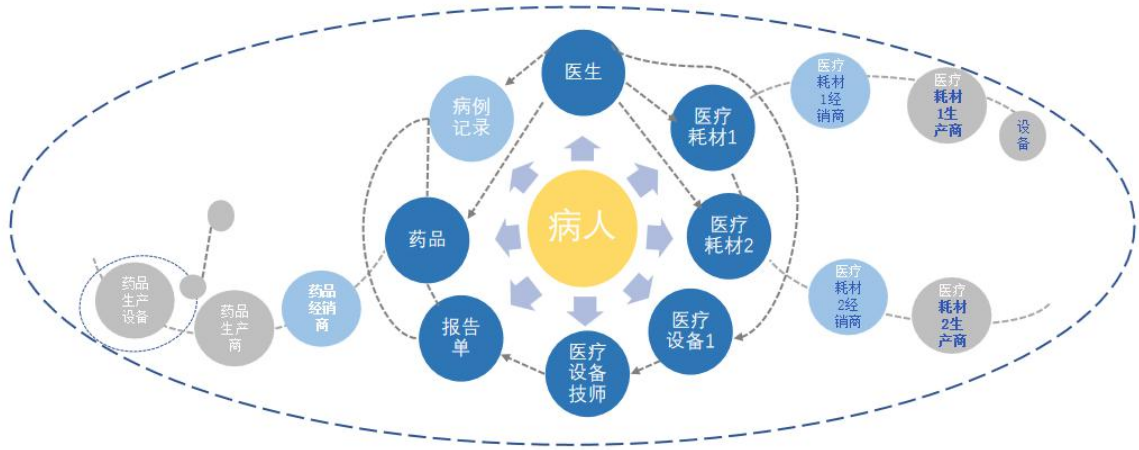 医生
病例
记录
医疗
耗材1
医疗
耗材
1经
销商
医疗
耗材
1生
产商
设
备
病人
药品
医疗
耗材2
药品
生产
设备
药品
生产
商
药品
经销
商
报告
单
医疗
设备
技师
医疗
设备1
医疗
耗材
2经
销商
医疗
耗材
2生
产商